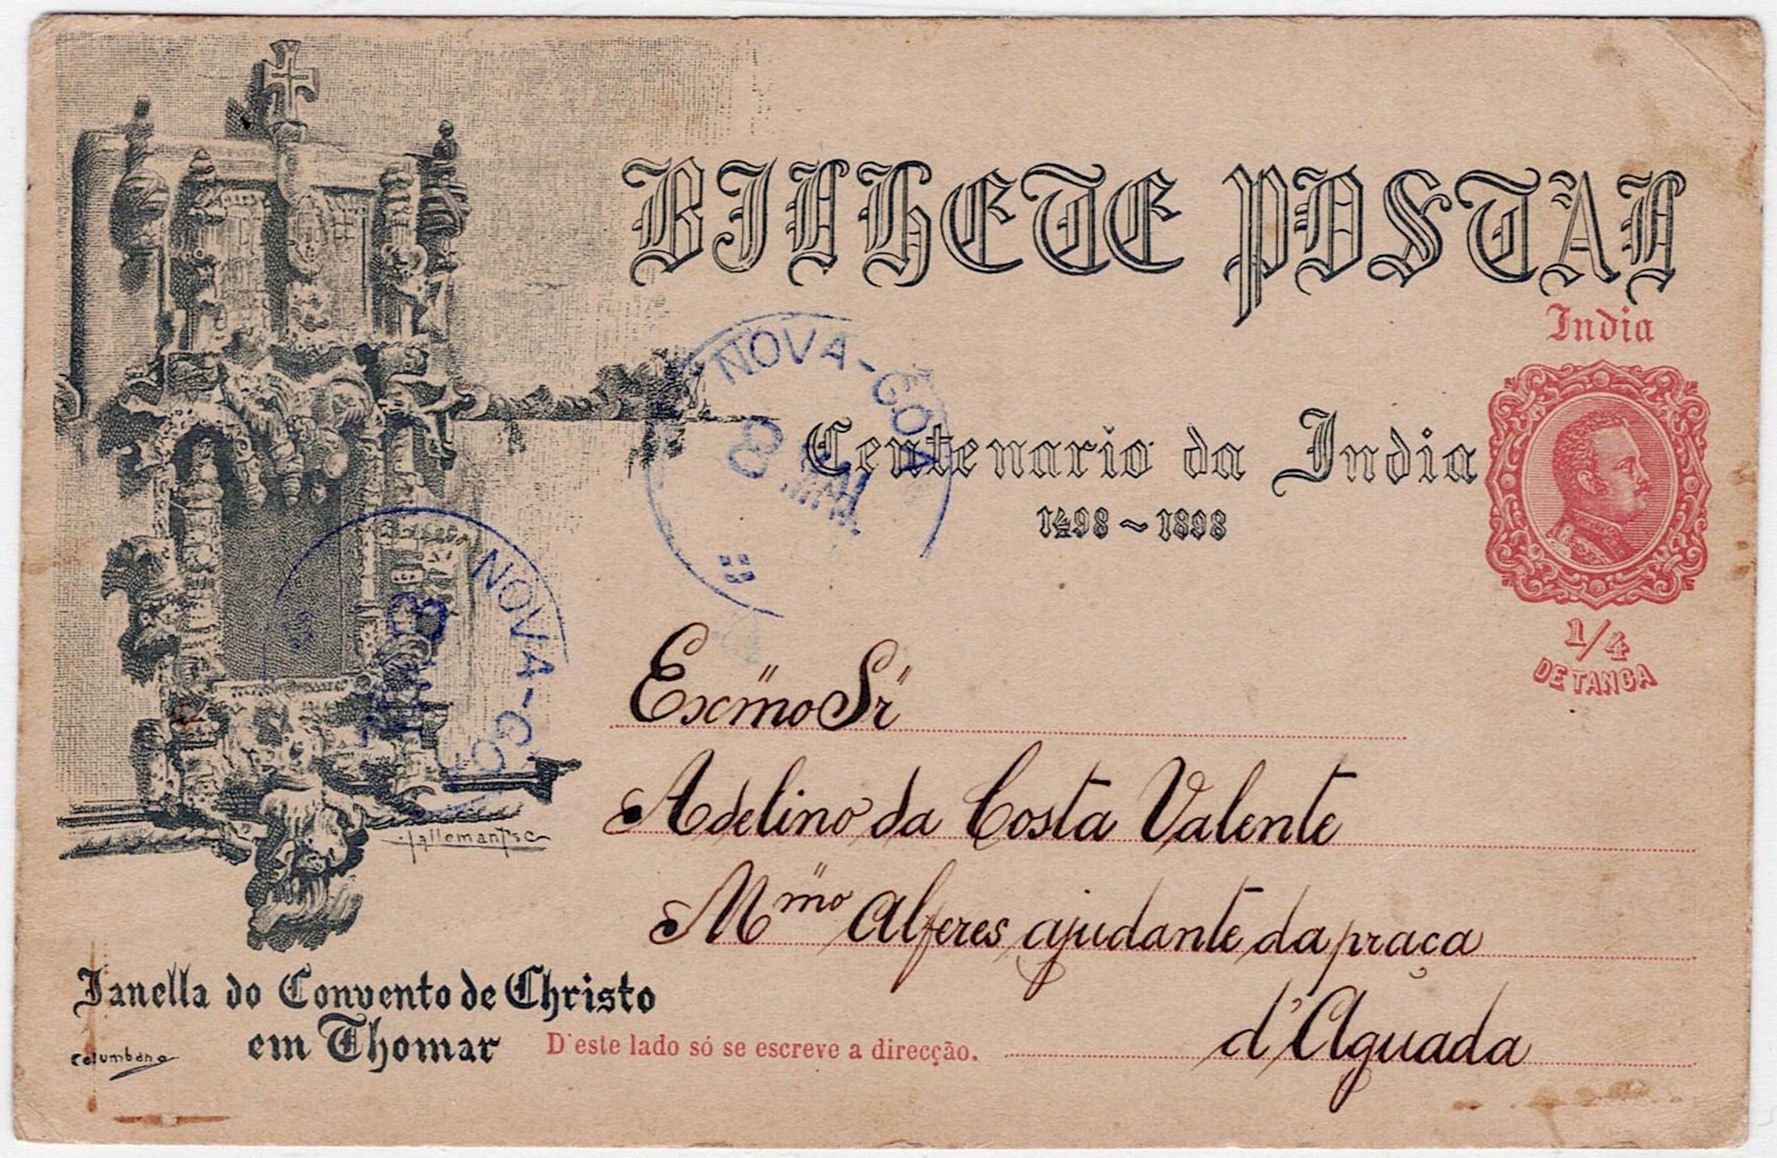 BILHETE POSTAL
India
Centenario da India
1498 ~ 1898
1/4
DE TANGA
NOVA-GOA
NOVA-GO
Exmo Sr
Adelino da Costa Valente
Mmo Alferes ajudante da praça
d'Aguada
Lallemant sc
Janella do Convento de Christo
em Thomar
Columbano
D'este lado só se escreve a direcção.